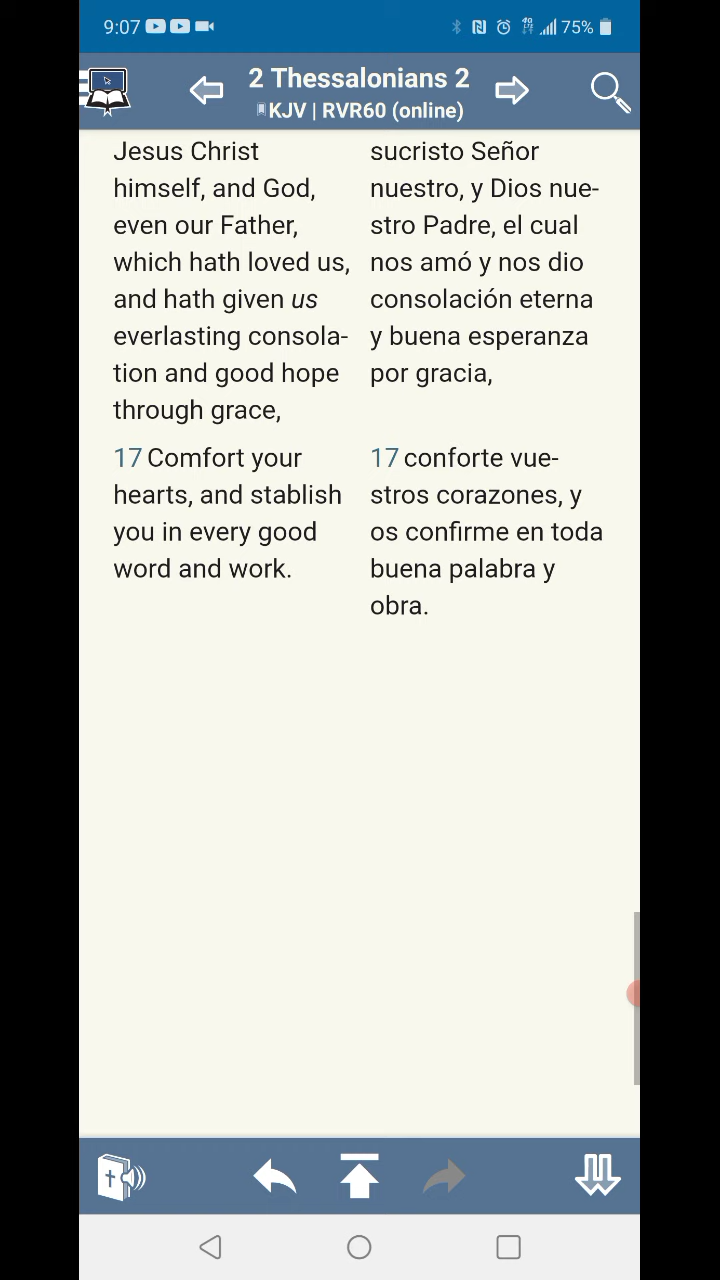 9:07
4G
75%
2 Thessalonians 2
KJV | RVR60 (online)
Jesus Christ
himself, and God,
even our Father,
which hath loved us,
and hath given us
everlasting consola-
tion and good hope
through grace,
17 Comfort your
hearts, and stablish
you in every good
word and work.
sucristo Señor
nuestro, y Dios nue-
stro Padre, el cual
nos amó y nos dio
consolación eterna
y buena esperanza
por gracia,
17 conforte vue-
stros corazones, y
os confirme en toda
buena palabra y
obra.